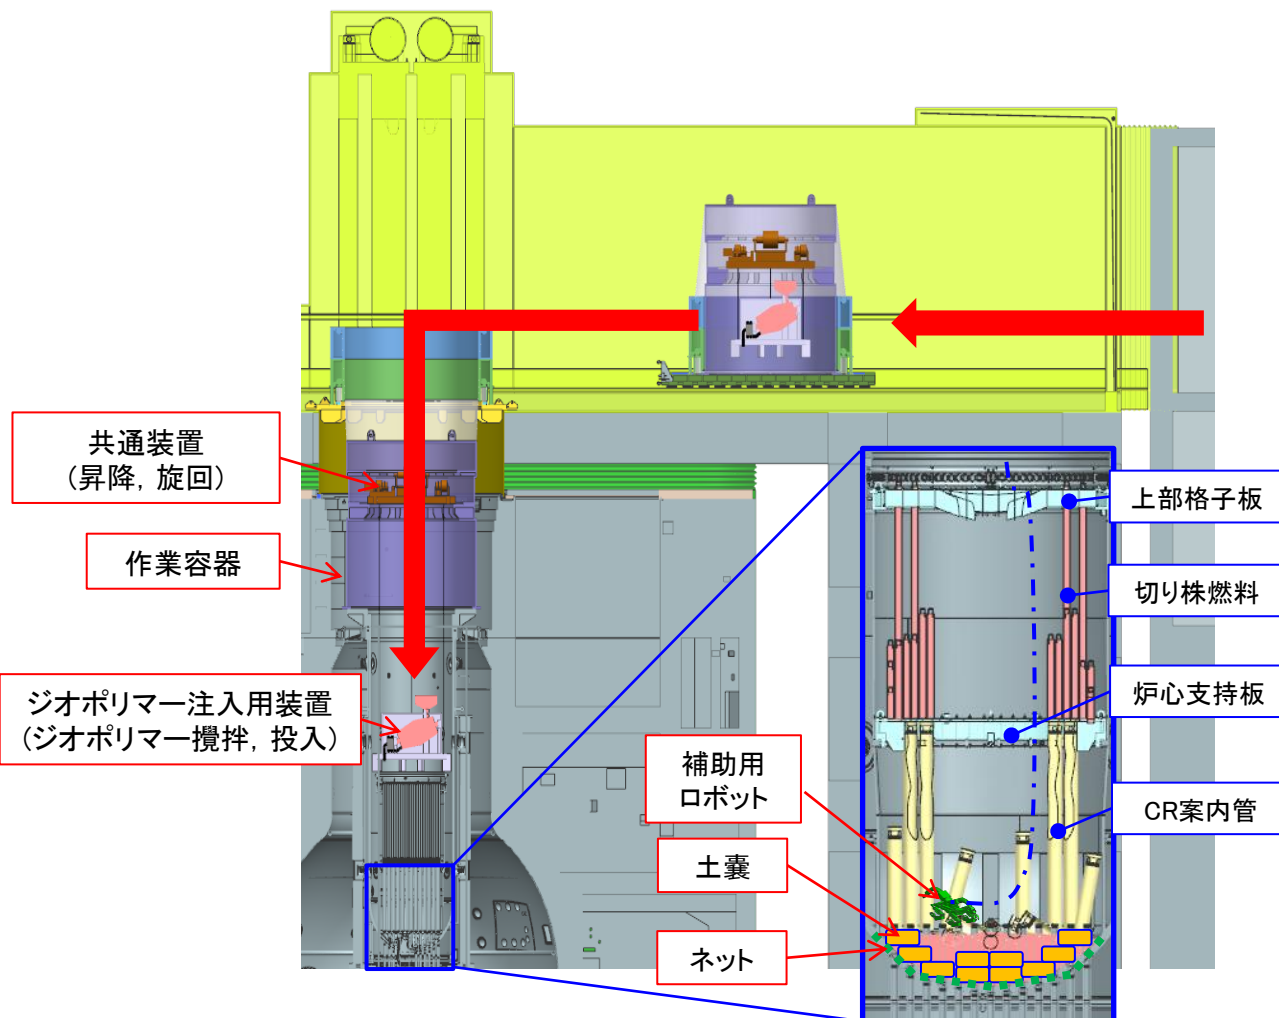 共通装置
(昇降, 旋回)
作業容器
ジオポリマー注入用装置
(ジオポリマー攪拌, 投入)
上部格子板
切り株燃料
炉心支持板
CR案内管
補助用
ロボット
土嚢
ネット